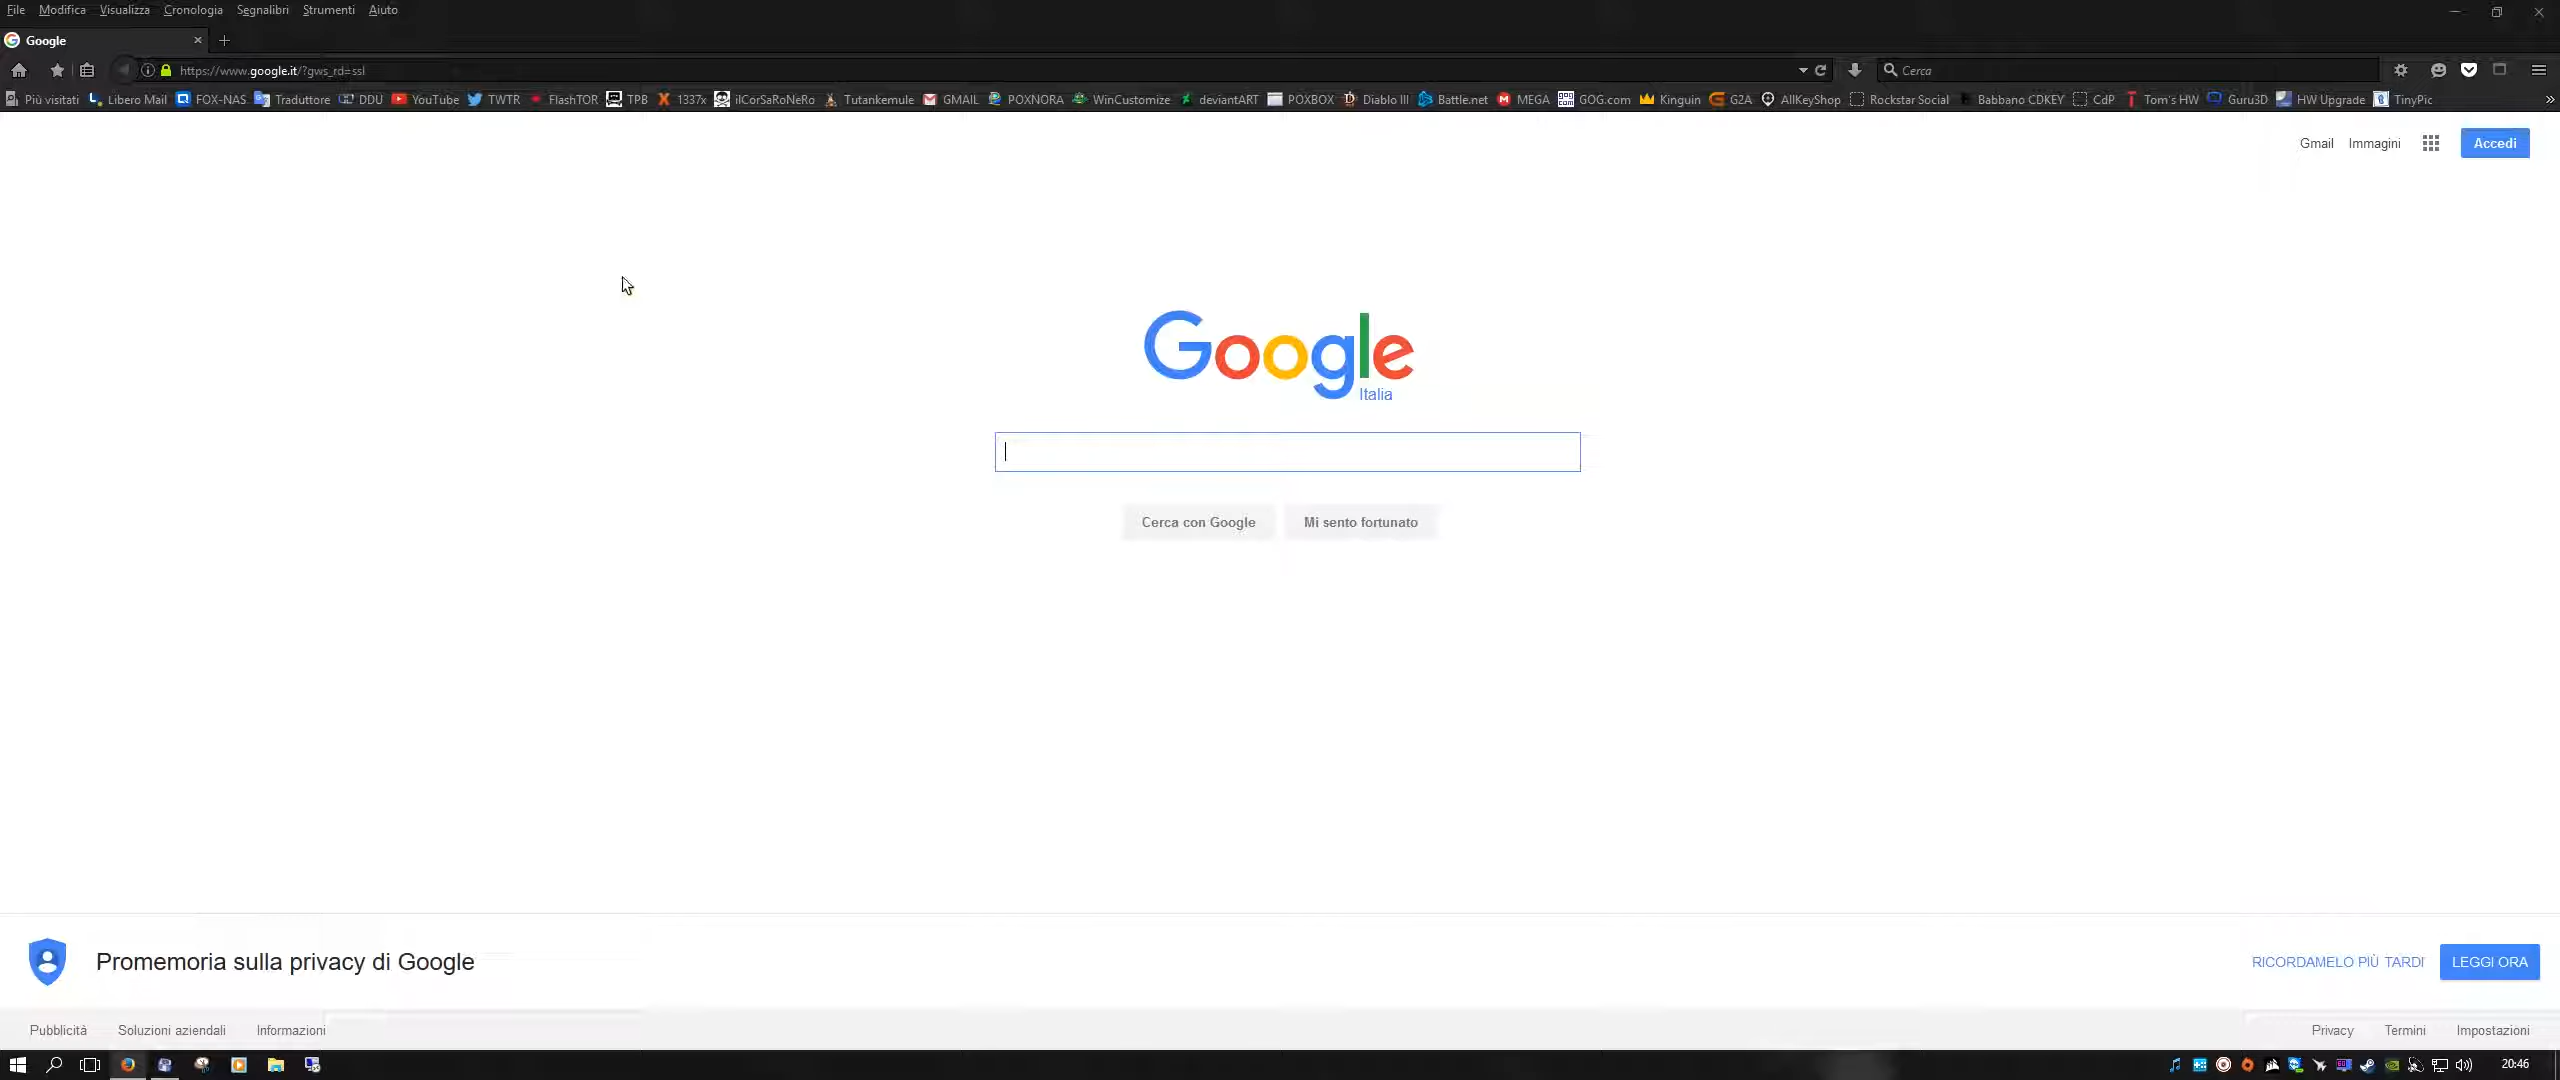 File Modifica Visualizza Cronologia Segnalibri Strumenti Aiuto
Google
https://www.google.it/?gws_rd=ssl
Cerca
Più visitati Libero Mail FOX-NAS Traduttore DDU YouTube TWTR FlashTOR TPB 1337x ilCorSaRoNeRo Tutankemule GMAIL POXNORA WinCustomize deviantART POXBOX Diablo III Battle.net MEGA GOG.com Kinguin G2A AllKeyShop Rockstar Social Babbano CDKEY CdP Tom's HW Guru3D HW Upgrade TinyPic
Gmail Immagini Accedi
Google
Italia
Cerca con Google Mi sento fortunato
Promemoria sulla privacy di Google RICORDAMELO PIÙ TARDI LEGGI ORA
Pubblicità Soluzioni aziendali Informazioni Privacy Termini Impostazioni
20:46